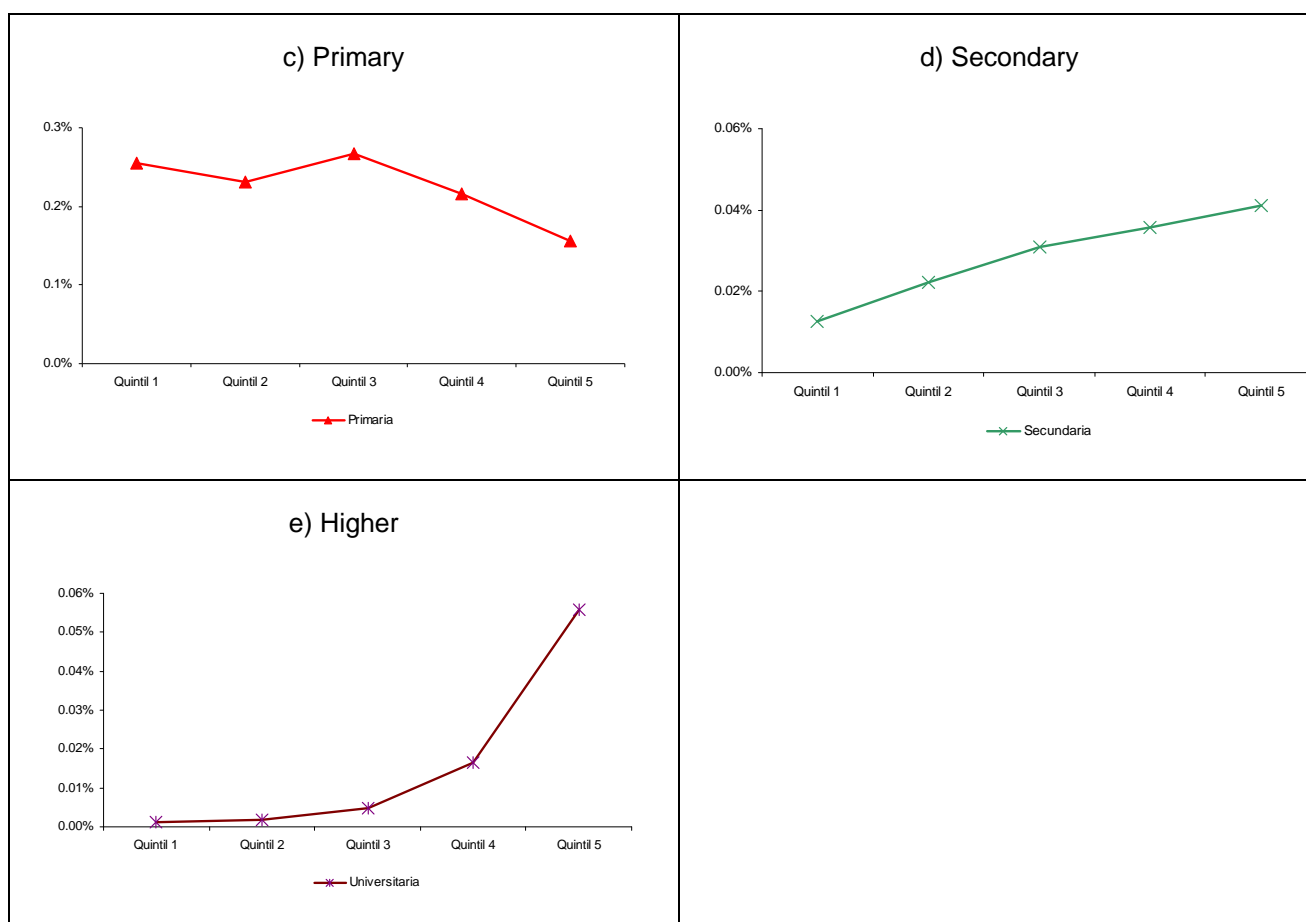 c) Primary
0.3%
0.2%
0.1%
0.0%
Quintil 1 Quintil 2 Quintil 3 Quintil 4 Quintil 5
Primaria
d) Secondary
0.06%
0.04%
0.02%
0.00%
Quintil 1 Quintil 2 Quintil 3 Quintil 4 Quintil 5
Secundaria
e) Higher
0.06%
0.05%
0.04%
0.03%
0.02%
0.01%
0.00%
Quintil 1 Quintil 2 Quintil 3 Quintil 4 Quintil 5
Universitaria